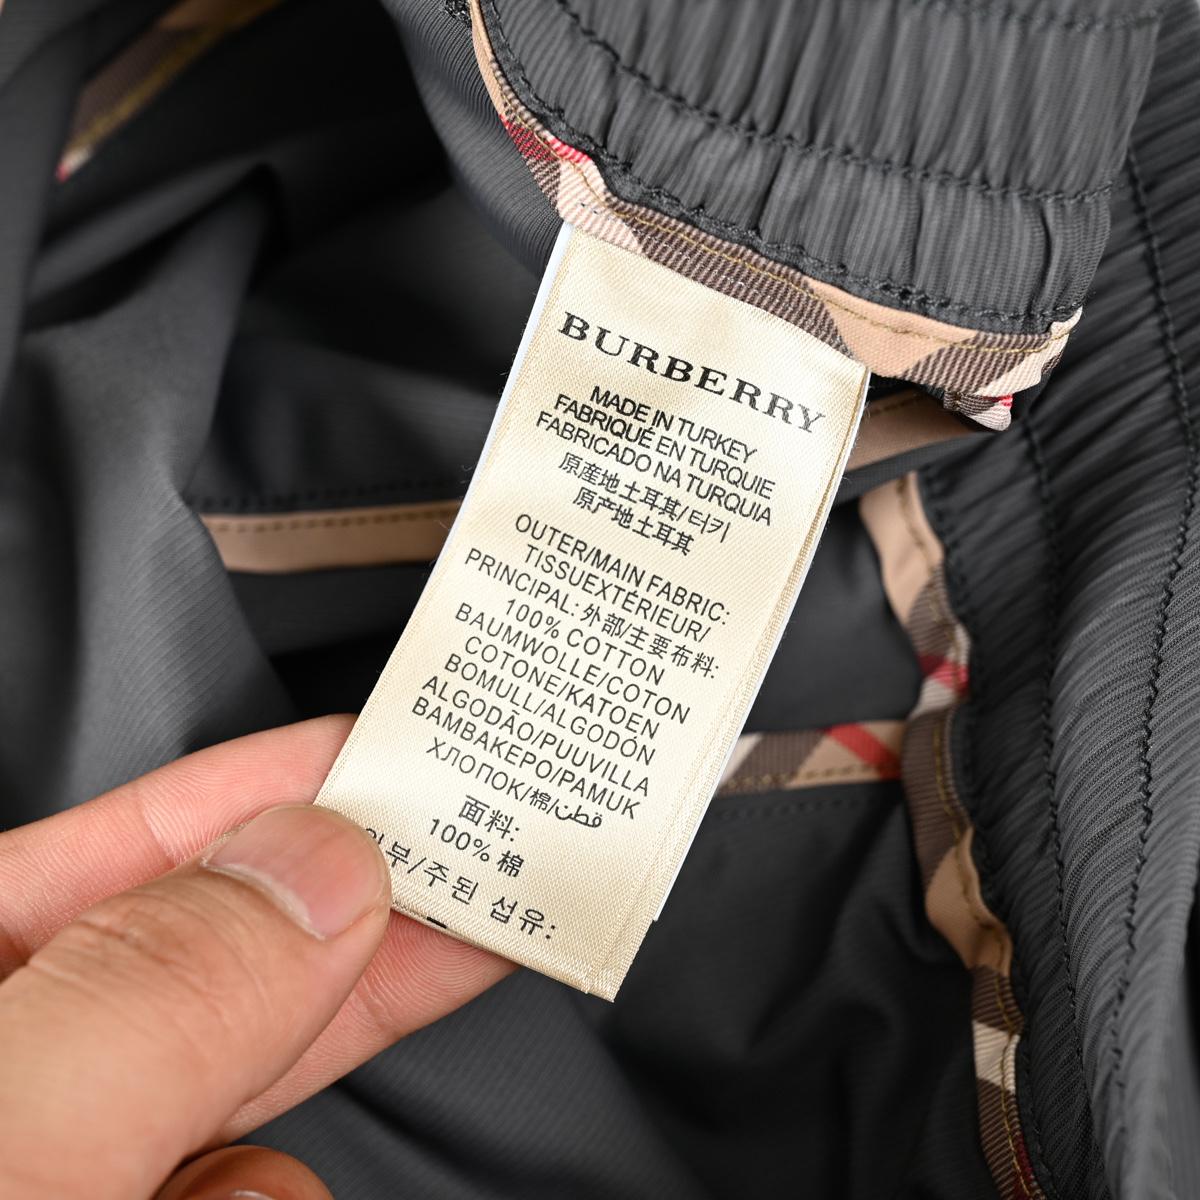 BURBERRY
MADE IN TURKEY
FABRIQUÉ EN TURQUIE
FABRICADO NA TURQUIA
原産地土耳其/터키
原产地土耳其
OUTER/MAIN FABRIC:
TISSUEXTÉRIEUR/
PRINCIPAL: 外部/主要布料:
100% COTTON
BAUMWOLLE/COTON
COTONE/KATOEN
BOMULL/ALGODÓN
ALGODÃO/PUUVILLA
ΒΑΜΒΑΚΕΡΟ/PAMUK
ХЛОПОК/棉/قطن
面料:
100% 棉
외부/주된 섬유: